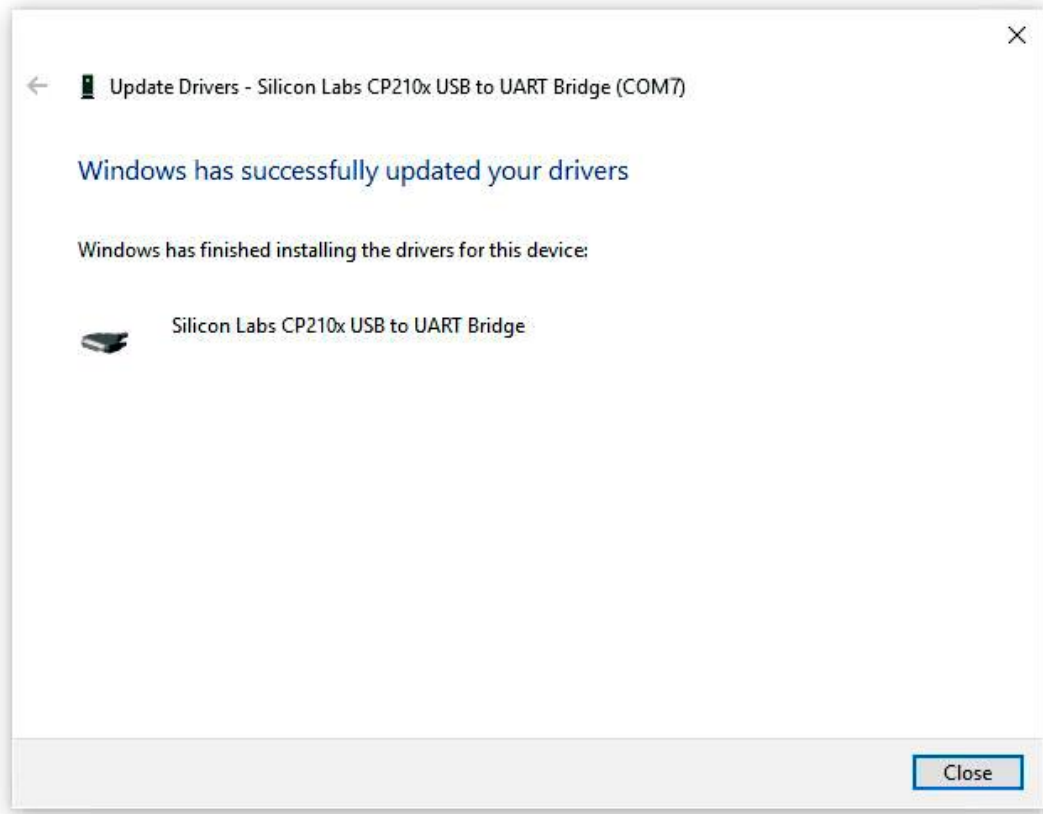 Update Drivers - Silicon Labs CP210x USB to UART Bridge (COM7)
Windows has successfully updated your drivers
Windows has finished installing the drivers for this device:
Silicon Labs CP210x USB to UART Bridge
Close